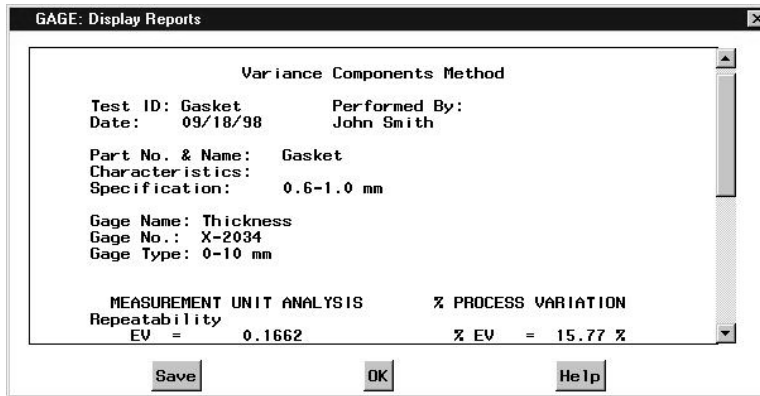 GAGE: Display Reports
Variance Components Method
Test ID: Gasket Performed By:
Date: 09/18/98 John Smith
Part No. & Name: Gasket
Characteristics:
Specification: 0.6-1.0 mm
Gage Name: Thickness
Gage No.: X-2034
Gage Type: 0-10 mm
MEASUREMENT UNIT ANALYSIS % PROCESS VARIATION
Repeatability
EV = 0.1662 % EV = 15.77 %
Save OK Help